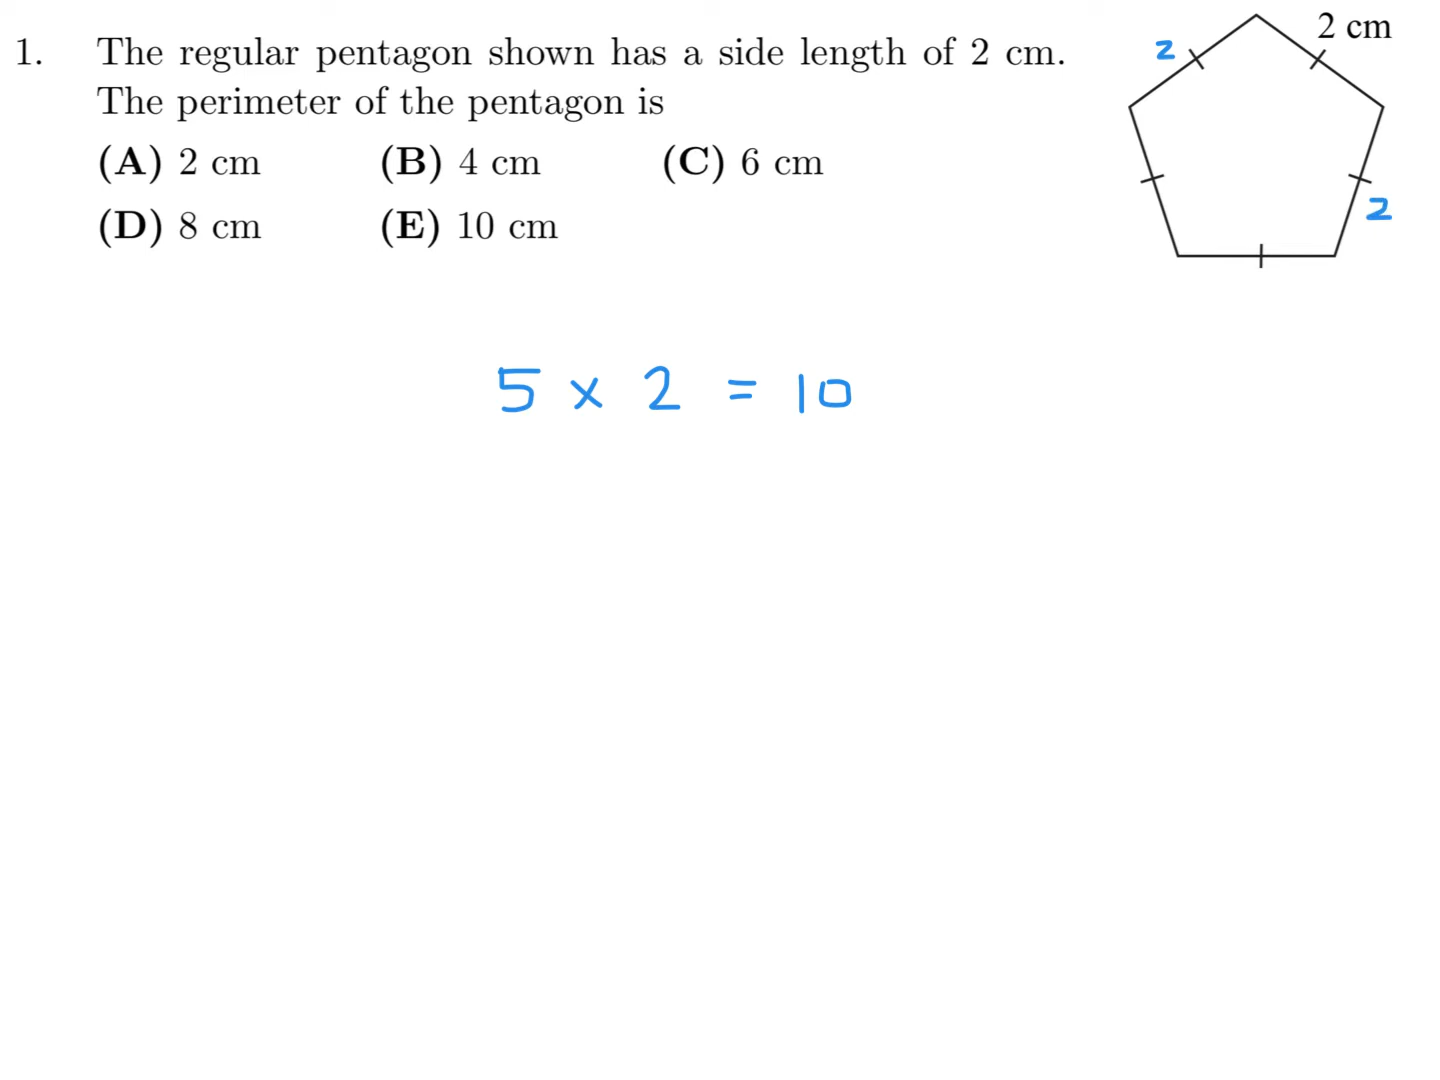 1. The regular pentagon shown has a side length of 2 cm.
The perimeter of the pentagon is
(A) 2 cm (B) 4 cm (C) 6 cm
(D) 8 cm (E) 10 cm
2 cm
2
2
5 × 2 = 10